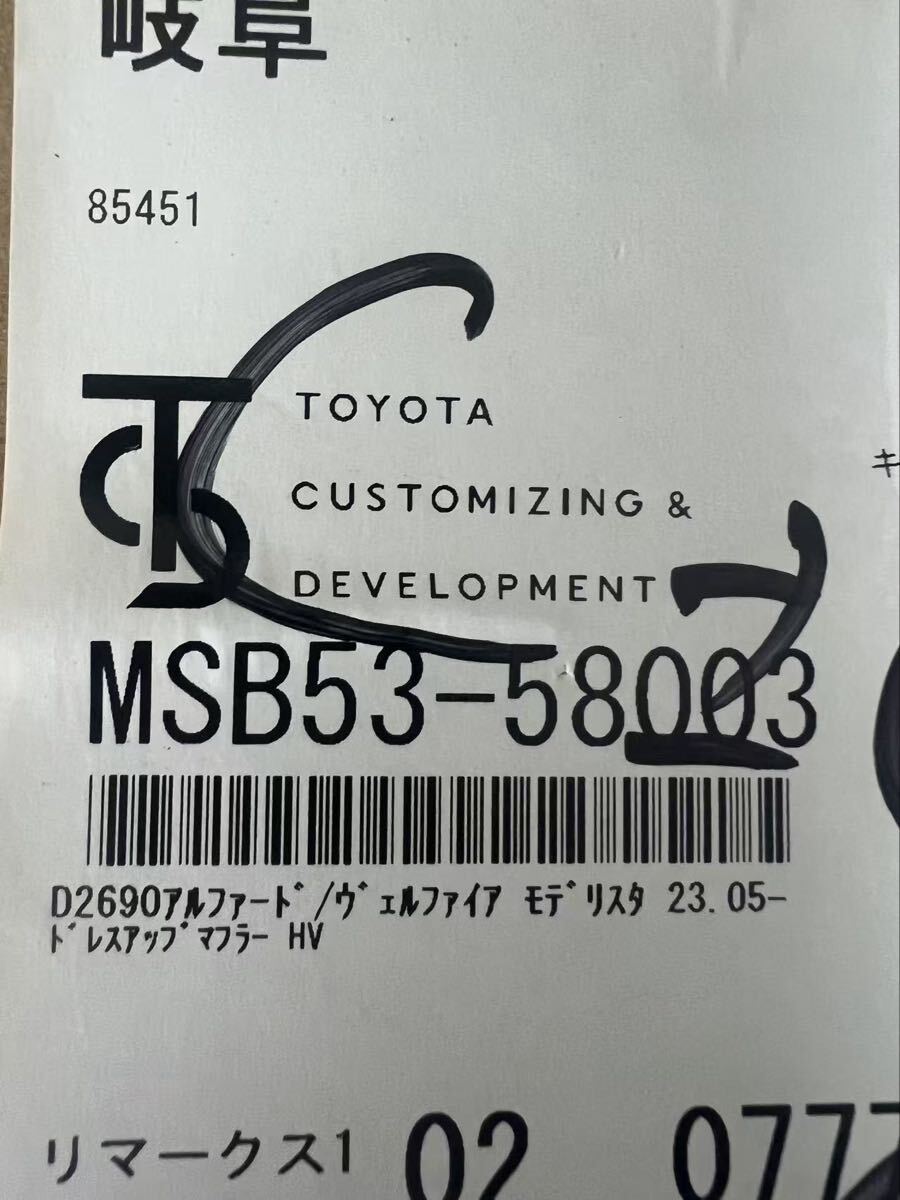 岐阜
85451
TOYOTA
CUSTOMIZING &
DEVELOPMENT
MSB53-58003
D2690ｱﾙﾌｧｰﾄﾞ/ｳﾞｪﾙﾌｧｲｱ ﾓﾃﾞﾘｽﾀ 23.05-
ﾄﾞﾚｽｱｯﾌﾟﾏﾌﾗｰ HV
リマークス1 02 0777